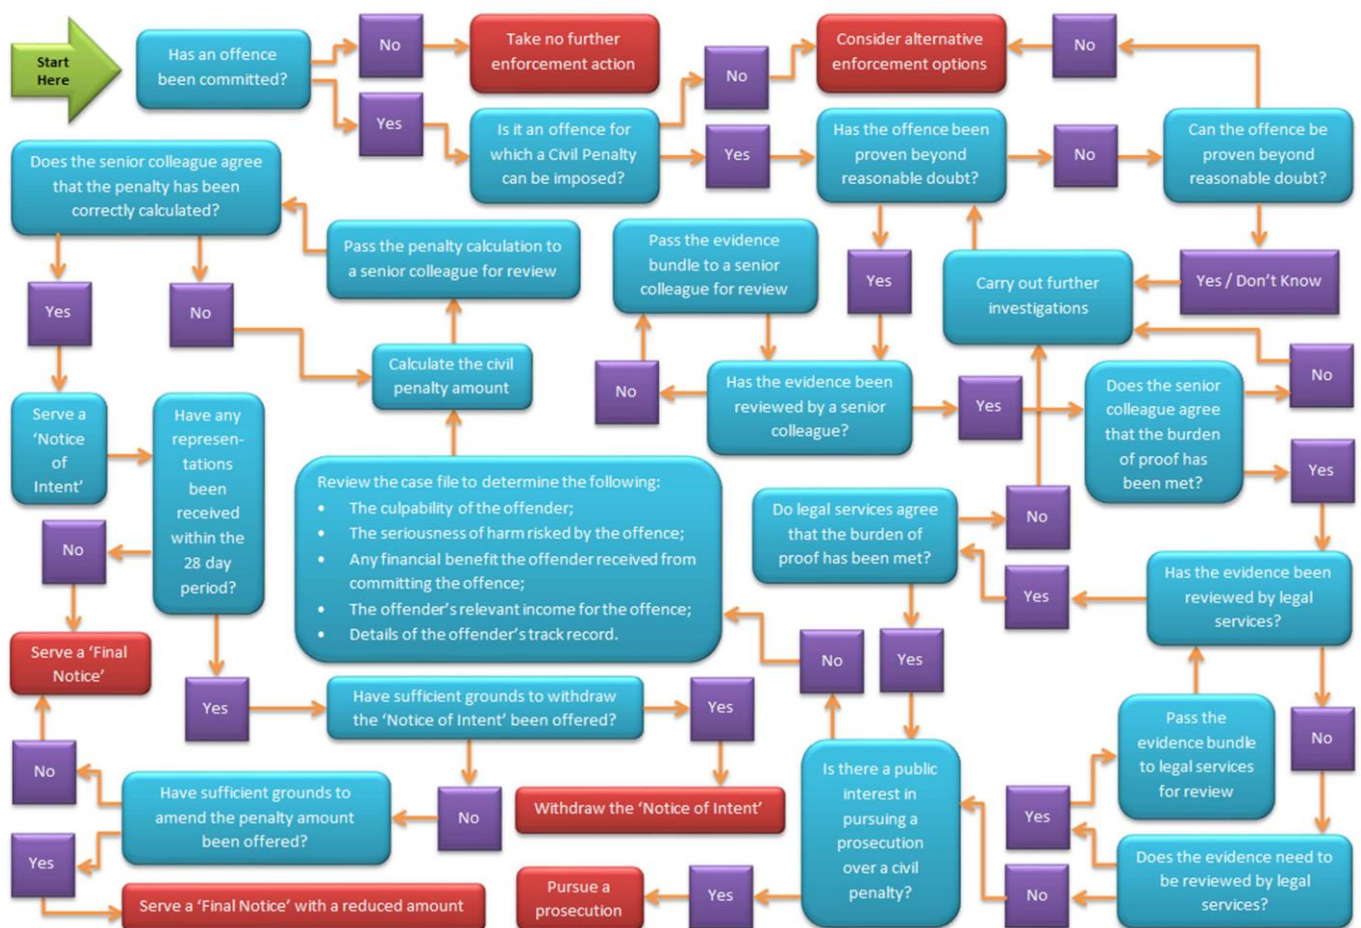 Start
Here
Has an offence
been committed?
No
Take no further
enforcement action
No
Consider alternative
enforcement options
No
Yes
Is it an offence for
which a Civil Penalty
can be imposed?
Yes
Has the offence been
proven beyond
reasonable doubt?
No
Can the offence be
proven beyond
reasonable doubt?
Does the senior colleague agree
that the penalty has been
correctly calculated?
Pass the penalty calculation to
a senior colleague for review
Pass the evidence
bundle to a senior
colleague for review
Yes
Carry out further
investigations
Yes / Don’t Know
Yes
No
Calculate the civil
penalty amount
No
Has the evidence been
reviewed by a senior
colleague?
Yes
Does the senior
colleague agree
that the burden
of proof has
been met?
No
Yes
Serve a
‘Notice
of
Intent’
Have any
represen-
tations
been
received
within the
28 day
period?
Review the case file to determine the following:
• The culpability of the offender;
• The seriousness of harm risked by the offence;
• Any financial benefit the offender received from
committing the offence;
• The offender’s relevant income for the offence;
• Details of the offender’s track record.
Do legal services agree
that the burden of
proof has been met?
No
No
Yes
Has the evidence been
reviewed by legal
services?
Serve a ‘Final
Notice’
No
Yes
Yes
Have sufficient grounds to withdraw
the ‘Notice of Intent’ been offered?
Yes
Pass the
evidence bundle
to legal services
for review
No
No
Have sufficient grounds to
amend the penalty amount
been offered?
No
Withdraw the ‘Notice of Intent’
Is there a public
interest in
pursuing a
prosecution
over a civil
penalty?
Yes
Does the evidence need to
be reviewed by legal
services?
Yes
Serve a ‘Final Notice’ with a reduced amount
Pursue a
prosecution
Yes
No